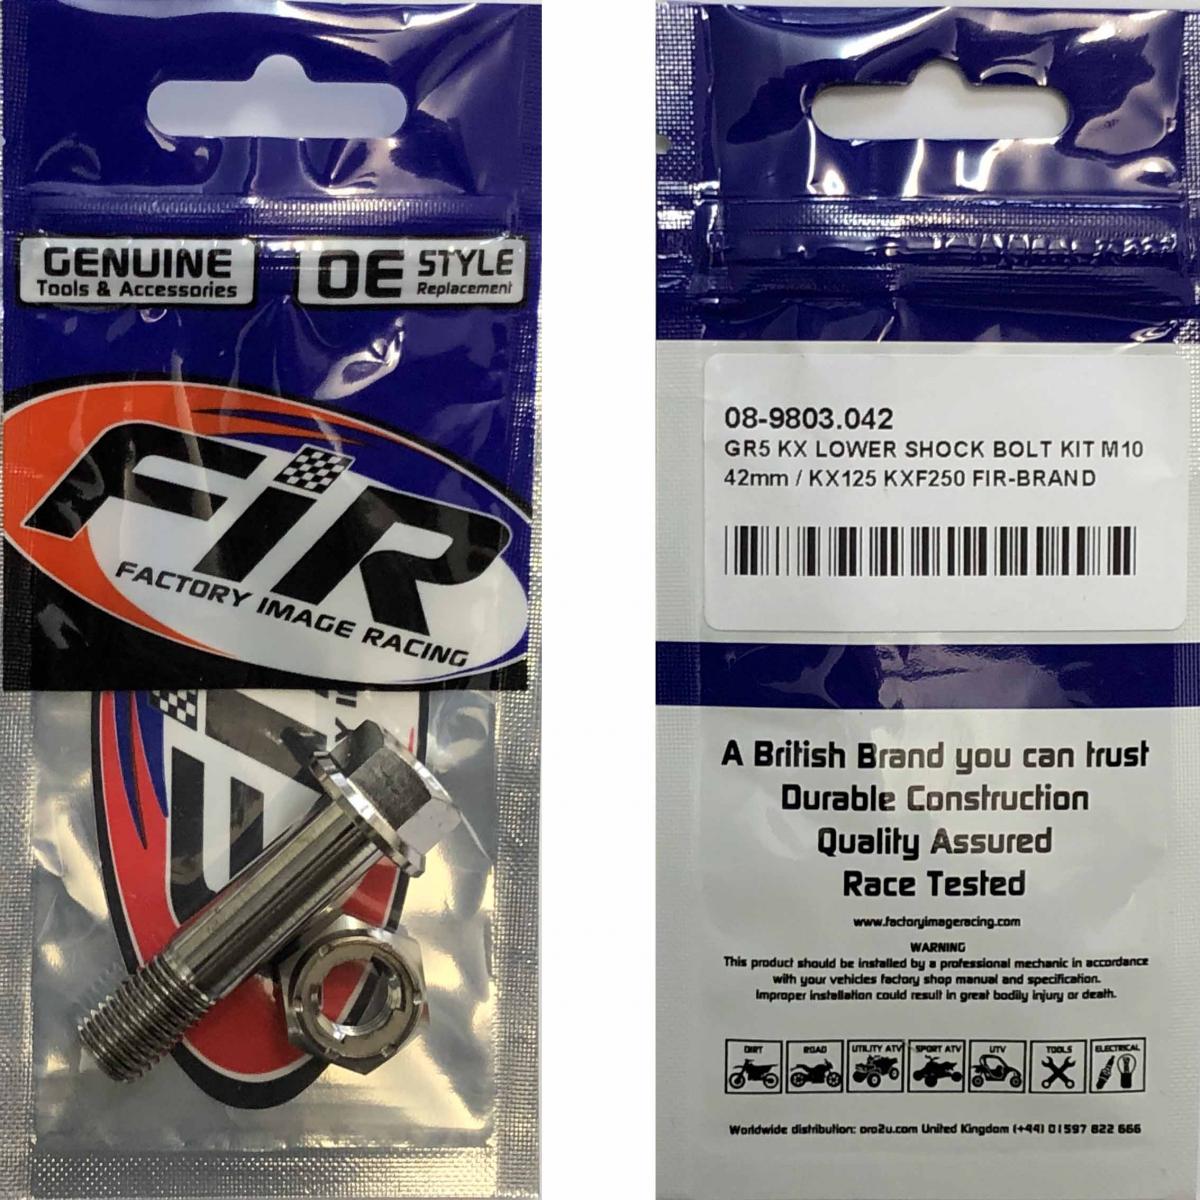 GENUINE
Tools & Accessories
OE STYLE
Replacement
FiR
FACTORY IMAGE RACING
08-9803.042
GR5 KX LOWER SHOCK BOLT KIT M10
42mm / KX125 KXF250 FIR-BRAND
A British Brand you can trust
Durable Construction
Quality Assured
Race Tested
www.factoryimageracing.com
WARNING
This product should be installed by a professional mechanic in accordance
with your vehicles factory shop manual and specification.
Improper installation could result in great bodily injury or death.
DIRT ROAD UTILITY ATV SPORT ATV UTV TOOLS ELECTRICAL
Worldwide distribution: oro2u.com United Kingdom (+44) 01597 822 666